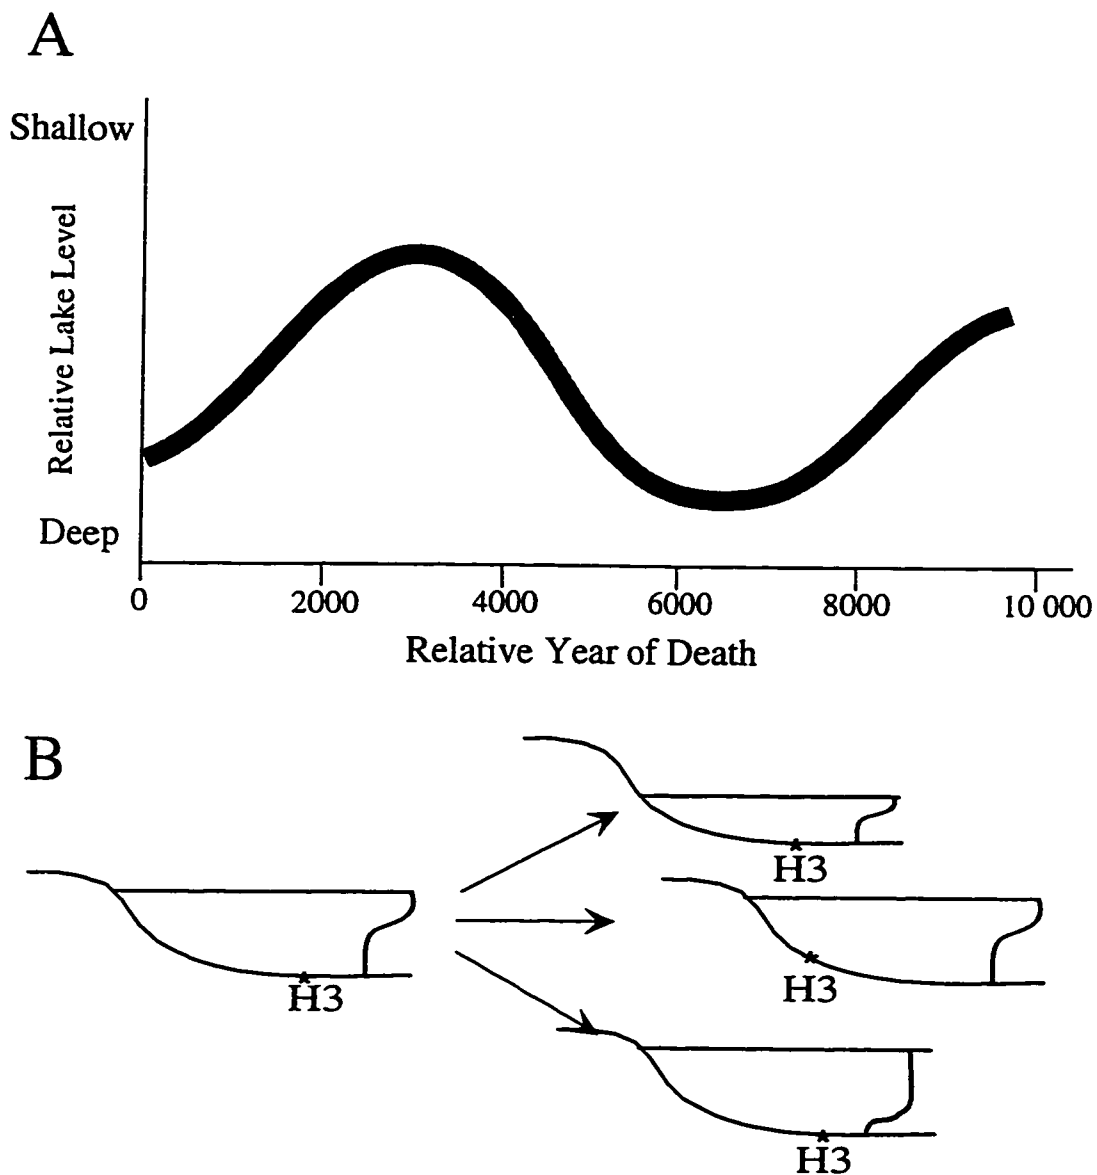 A
Shallow
Relative Lake Level
Deep
0 2000 4000 6000 8000 10 000
Relative Year of Death
B
H3
H3
H3
H3